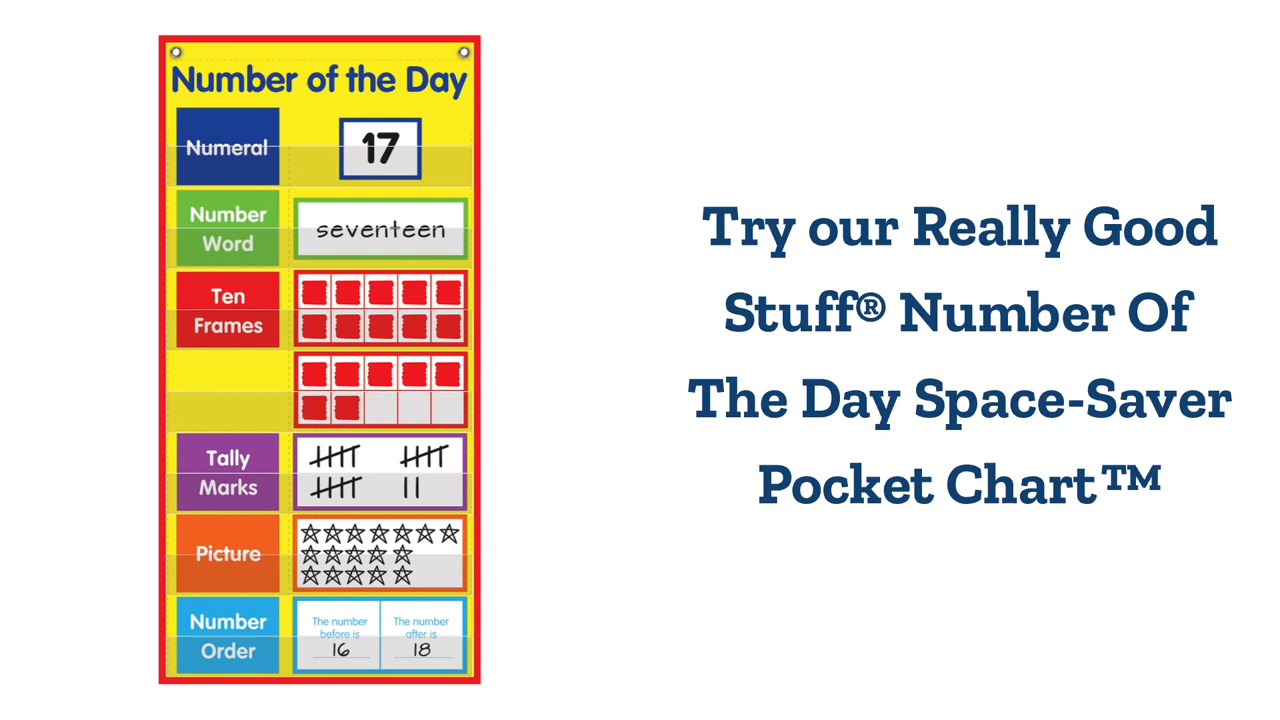 Number of the Day
Numeral
17
Number
Word
seventeen
Ten
Frames
Tally
Marks
Picture
Number
Order
The number
before is
16
The number
after is
18
Try our Really Good
Stuff® Number Of
The Day Space-Saver
Pocket Chart™